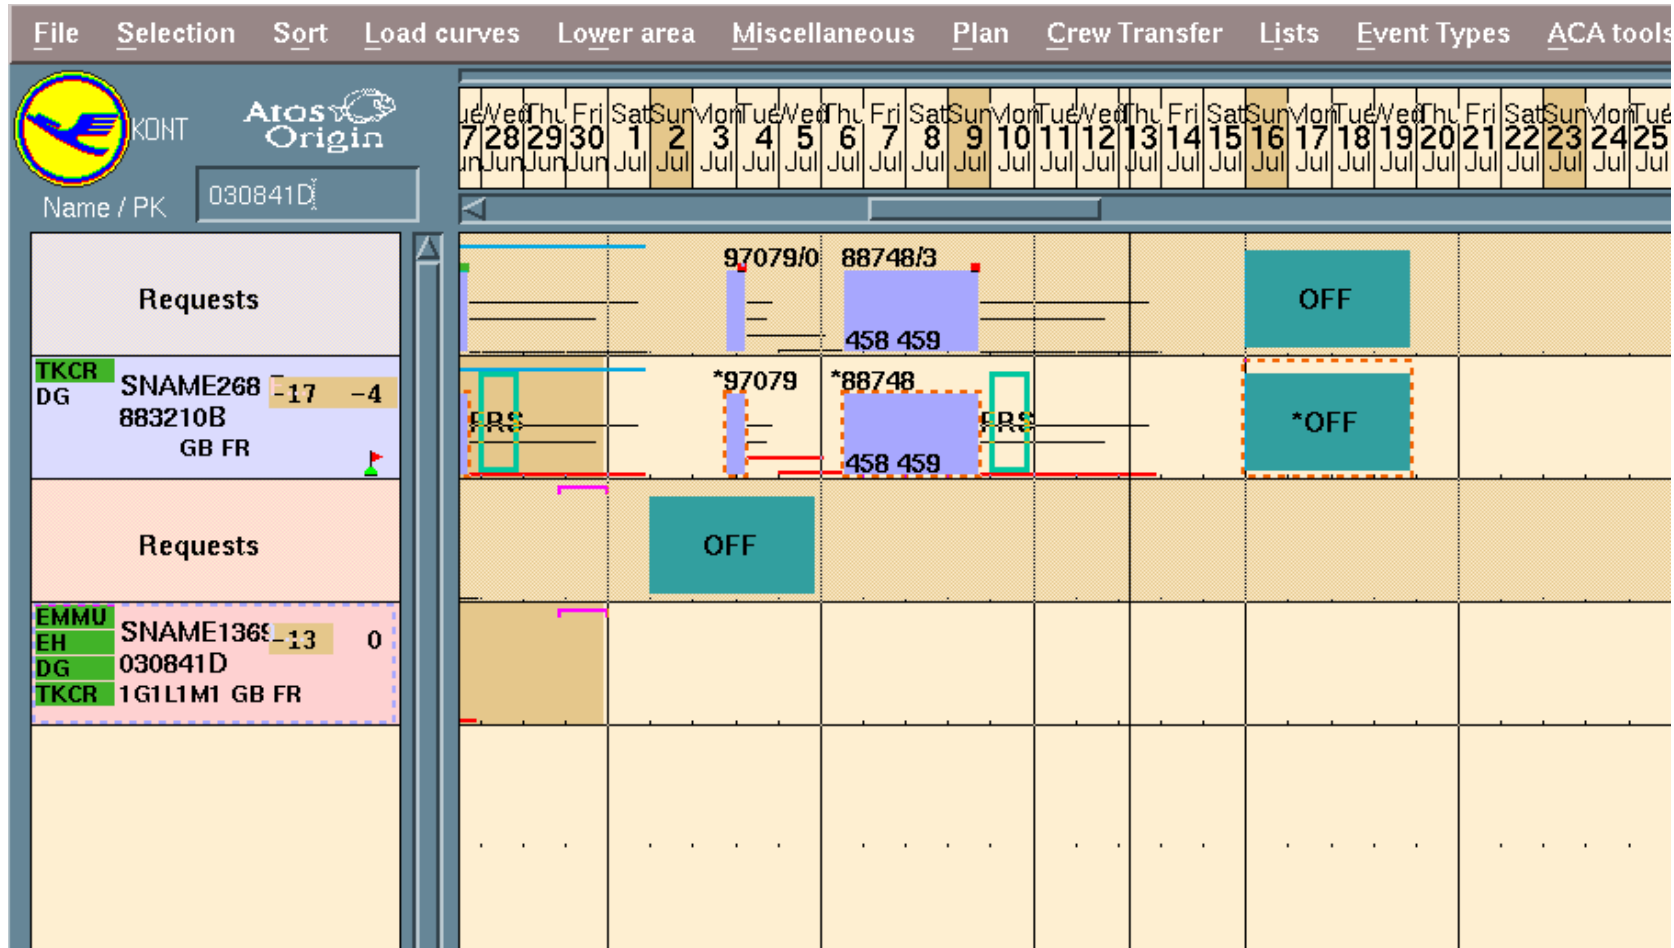 File Selection Sort Load curves Lower area Miscellaneous Plan Crew Transfer Lists Event Types ACA tools
KONT
Atos
Origin
Name / PK 030841D
Wed Thu Fri Sat Sun Mon Tue Wed Thu Fri Sat Sun Mon Tue Wed Thu Fri Sat Sun Mon Tue Wed Thu Fri Sat Sun Mon Tue
7 28 29 30 1 2 3 4 5 6 7 8 9 10 11 12 13 14 15 16 17 18 19 20 21 22 23 24 25
Jun Jun Jun Jul Jul Jul Jul Jul Jul Jul Jul Jul Jul Jul Jul Jul Jul Jul Jul Jul Jul Jul Jul Jul Jul Jul Jul Jul
Requests
97079/0 88748/3
458 459
OFF
TKCR
DG
SNAME268 -17 -4
883210B
GB FR
FRS
*97079 *88748
458 459
FRS
*OFF
Requests
OFF
EMMU
EH
DG
TKCR
SNAME1369 -13 0
030841D
1G1L1M1 GB FR